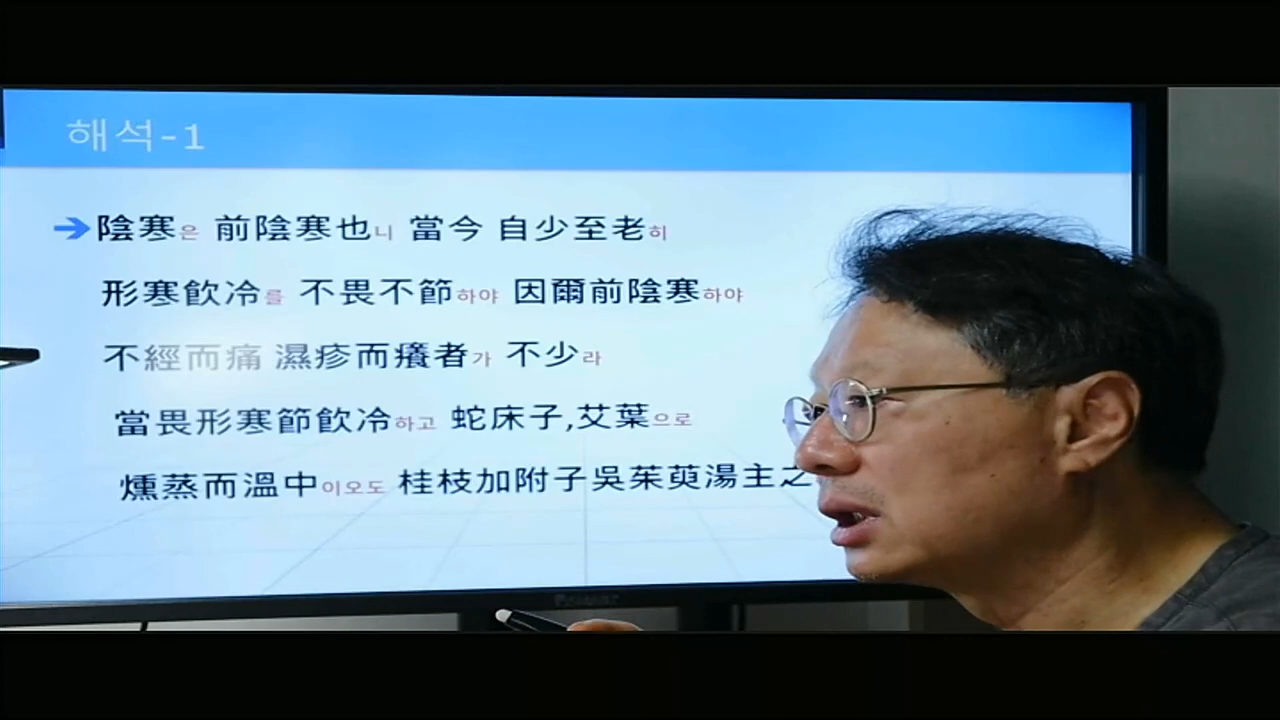 해석-1
➔陰寒은 前陰寒也니 當今 自少至老히
形寒飮冷를 不畏不節하야 因爾前陰寒하야
不經而痛 濕疹而癢者가 不少라
當畏形寒節飮冷하고 蛇床子,艾葉으로
燻蒸而溫中이오도 桂枝加附子吳茱萸湯主之